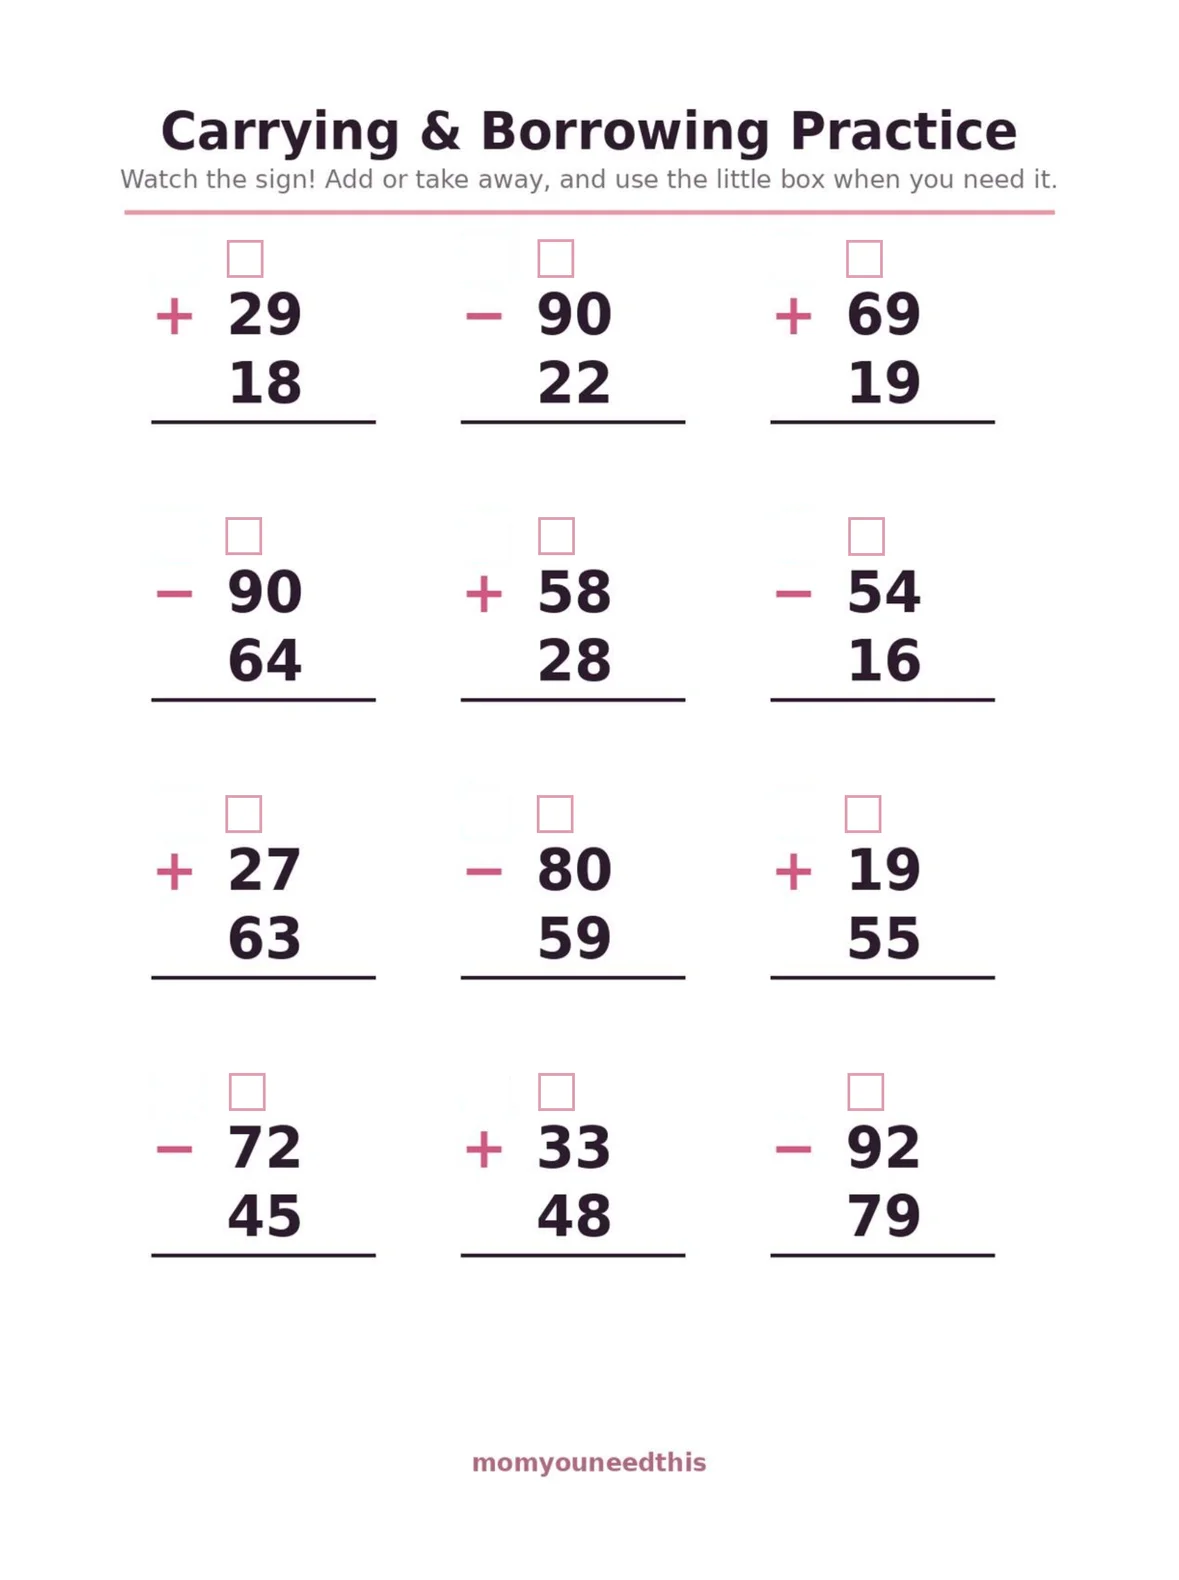 Carrying & Borrowing Practice
Watch the sign! Add or take away, and use the little box when you need it.
+ 29 − 90 + 69
18 22 19
− 90 + 58 − 54
64 28 16
+ 27 − 80 + 19
63 59 55
− 72 + 33 − 92
45 48 79
momyouneedthis